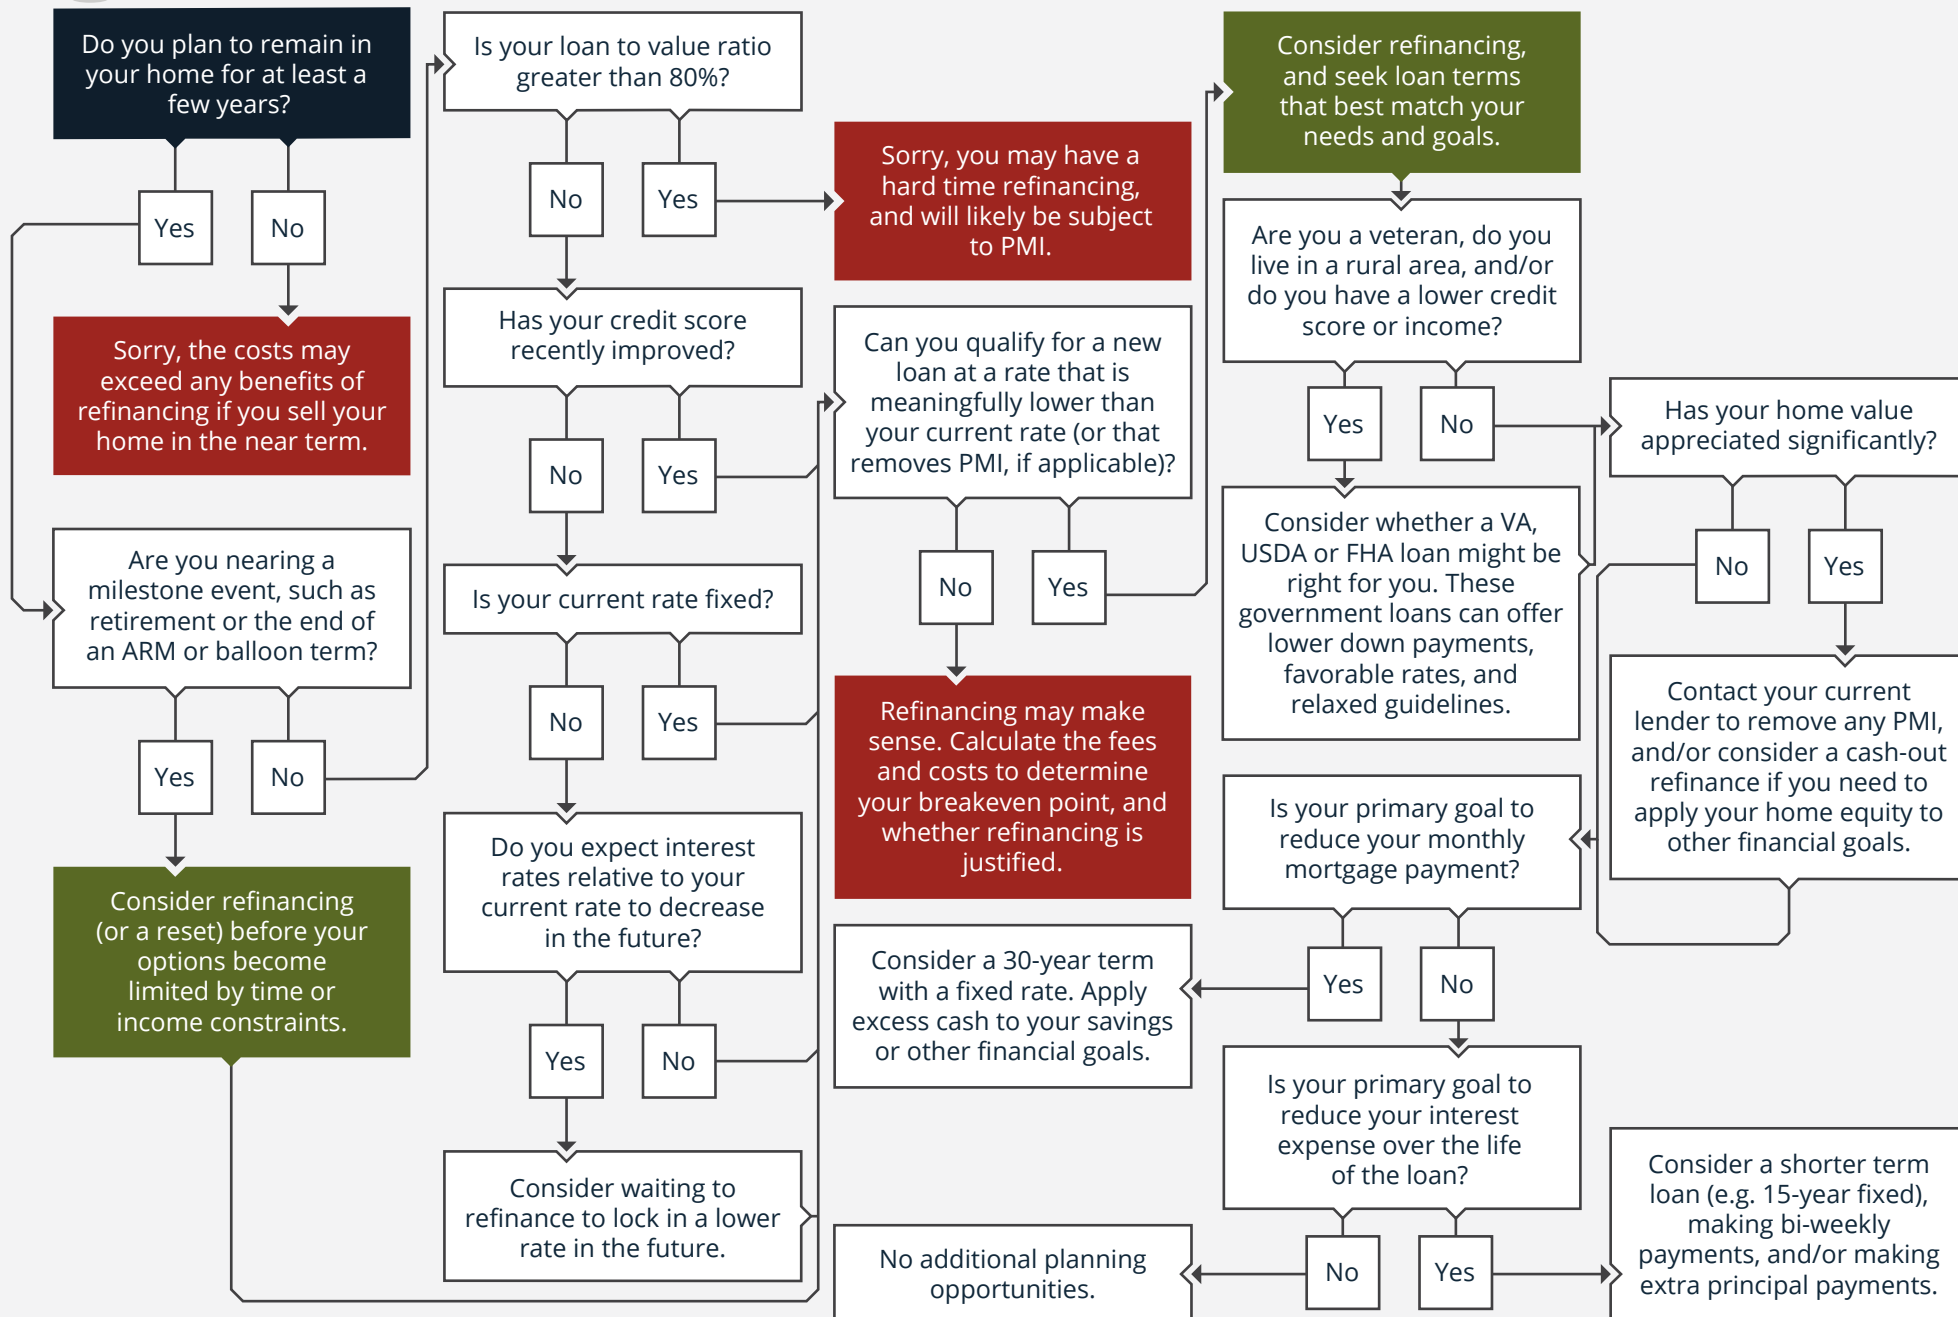 Do you plan to remain in
your home for at least a
few years?
Yes
No
Sorry, the costs may
exceed any benefits of
refinancing if you sell your
home in the near term.
Are you nearing a
milestone event, such as
retirement or the end of
an ARM or balloon term?
Yes
No
Consider refinancing
(or a reset) before your
options become
limited by time or
income constraints.
Is your loan to value ratio
greater than 80%?
No
Yes
Has your credit score
recently improved?
No
Yes
Is your current rate fixed?
No
Yes
Do you expect interest
rates relative to your
current rate to decrease
in the future?
Yes
No
Consider waiting to
refinance to lock in a lower
rate in the future.
Sorry, you may have a
hard time refinancing,
and will likely be subject
to PMI.
Can you qualify for a new
loan at a rate that is
meaningfully lower than
your current rate (or that
removes PMI, if applicable)?
No
Yes
Refinancing may make
sense. Calculate the fees
and costs to determine
your breakeven point, and
whether refinancing is
justified.
Consider a 30-year term
with a fixed rate. Apply
excess cash to your savings
or other financial goals.
No additional planning
opportunities.
Consider refinancing,
and seek loan terms
that best match your
needs and goals.
Are you a veteran, do you
live in a rural area, and/or
do you have a lower credit
score or income?
Yes
No
Consider whether a VA,
USDA or FHA loan might be
right for you. These
government loans can offer
lower down payments,
favorable rates, and
relaxed guidelines.
Is your primary goal to
reduce your monthly
mortgage payment?
Yes
No
Is your primary goal to
reduce your interest
expense over the life
of the loan?
No
Yes
Has your home value
appreciated significantly?
No
Yes
Contact your current
lender to remove any PMI,
and/or consider a cash-out
refinance if you need to
apply your home equity to
other financial goals.
Consider a shorter term
loan (e.g. 15-year fixed),
making bi-weekly
payments, and/or making
extra principal payments.